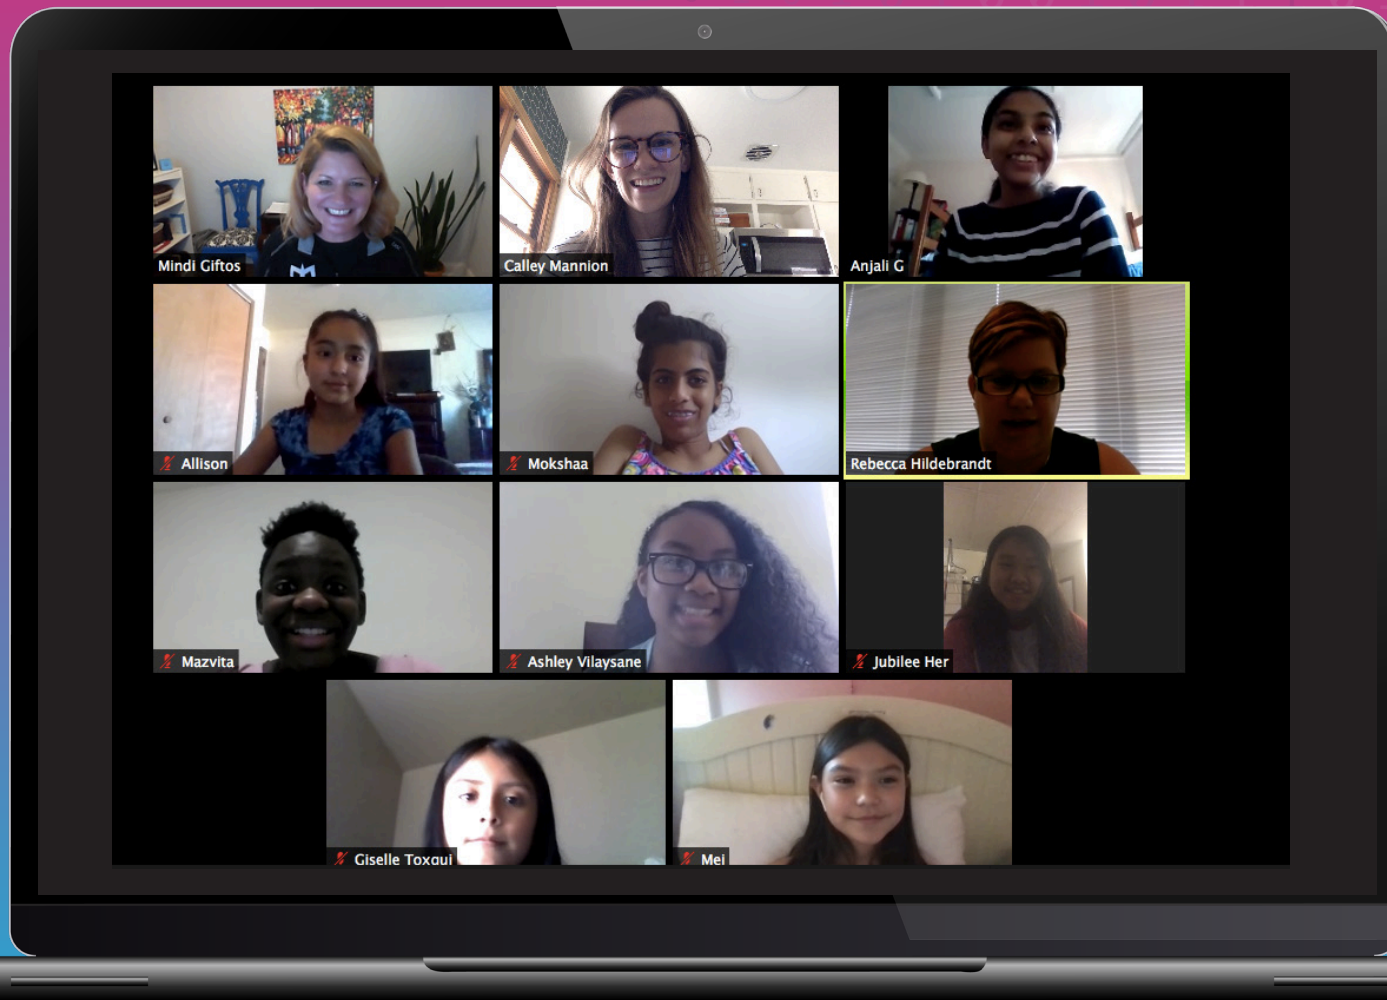 Mindi Giftos
Calley Mannion
Anjali G
Allison
Mokshaa
Rebecca Hildebrandt
Mazvita
Ashley Vilaysane
Jubilee Her
Giselle Toxqui
Mei